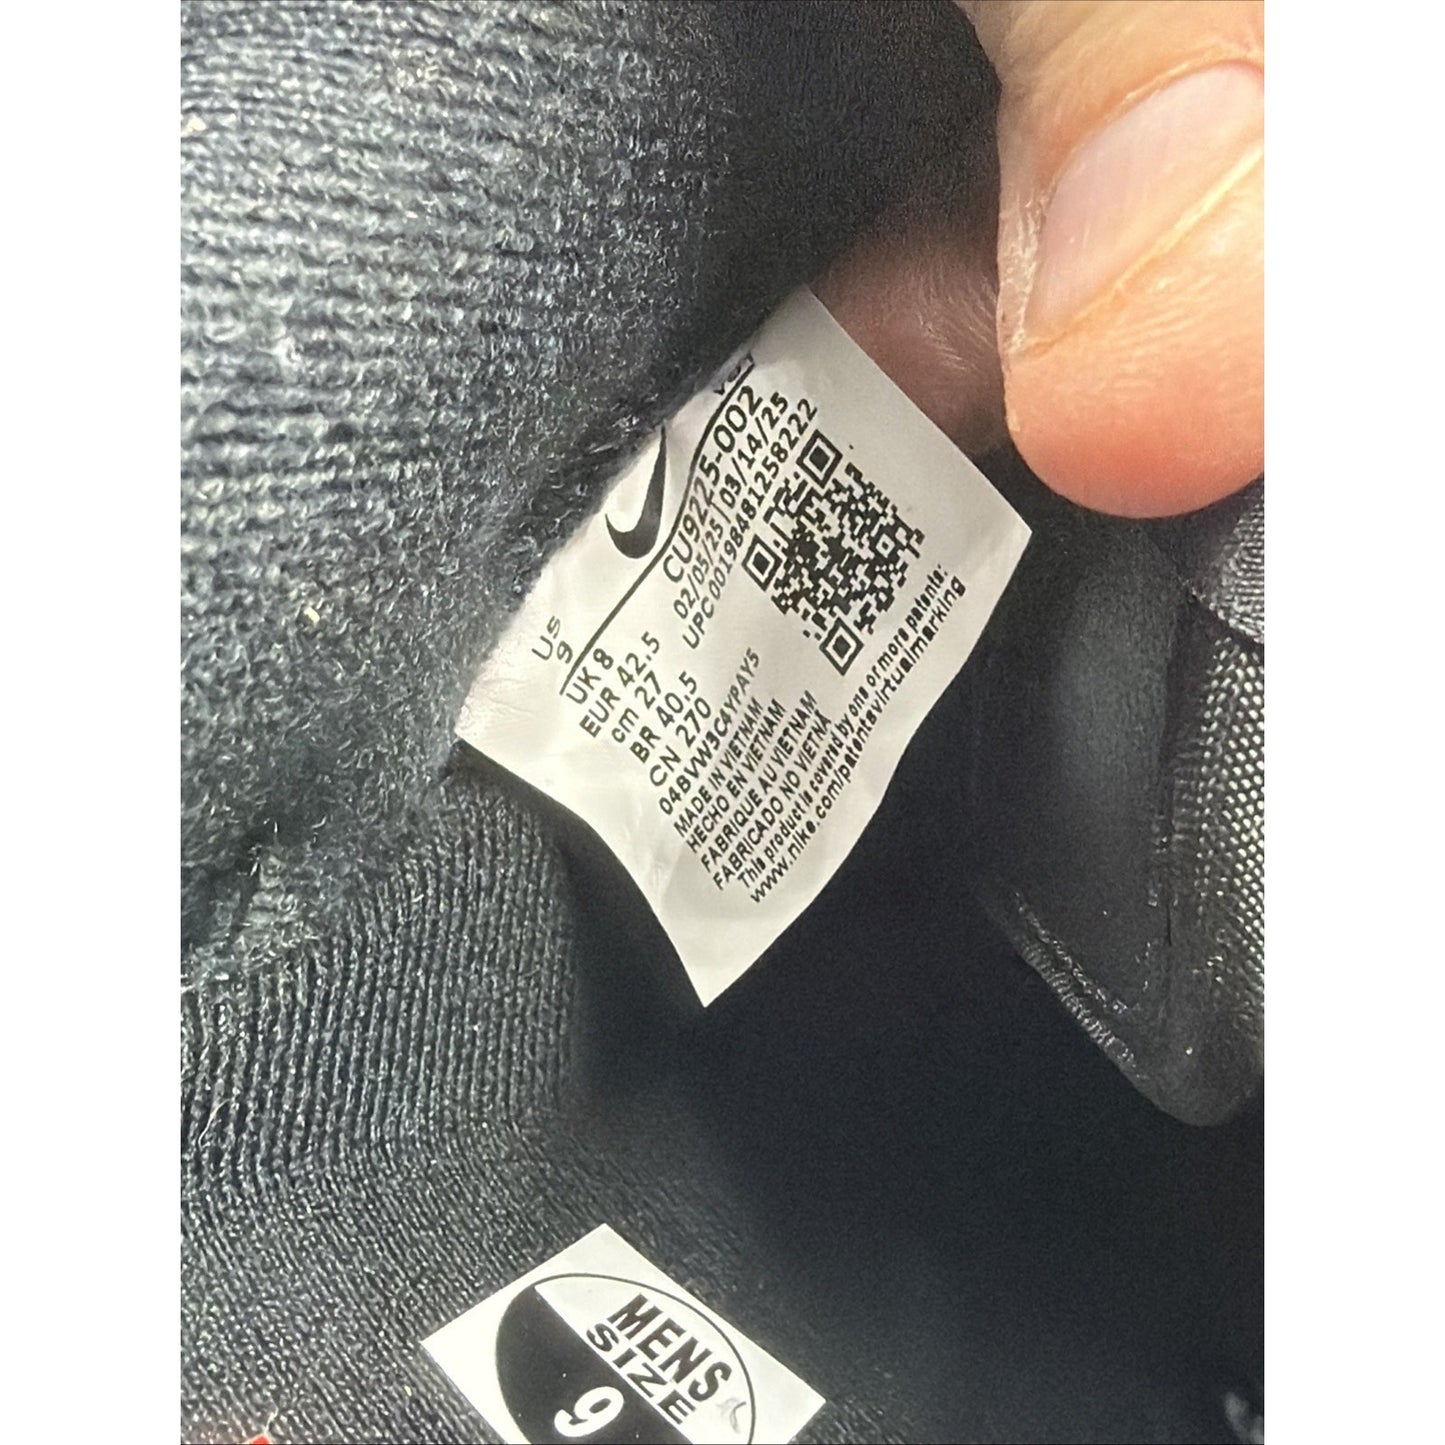 US
9
UK 8
EUR 42.5
cm 27
BR 40.5
CN 270
CU9225-002
02/05/25 | 03/14/25
UPC 00198481258222
04BVW3C4YPAY5
MADE IN VIETNAM
HECHO EN VIETNAM
FABRIQUE AU VIETNAM
FABRICADO NO VIETNÃ
This product is covered by one or more patents:
www.nike.com/patentsvirtualmarking
MENS
SIZE
9